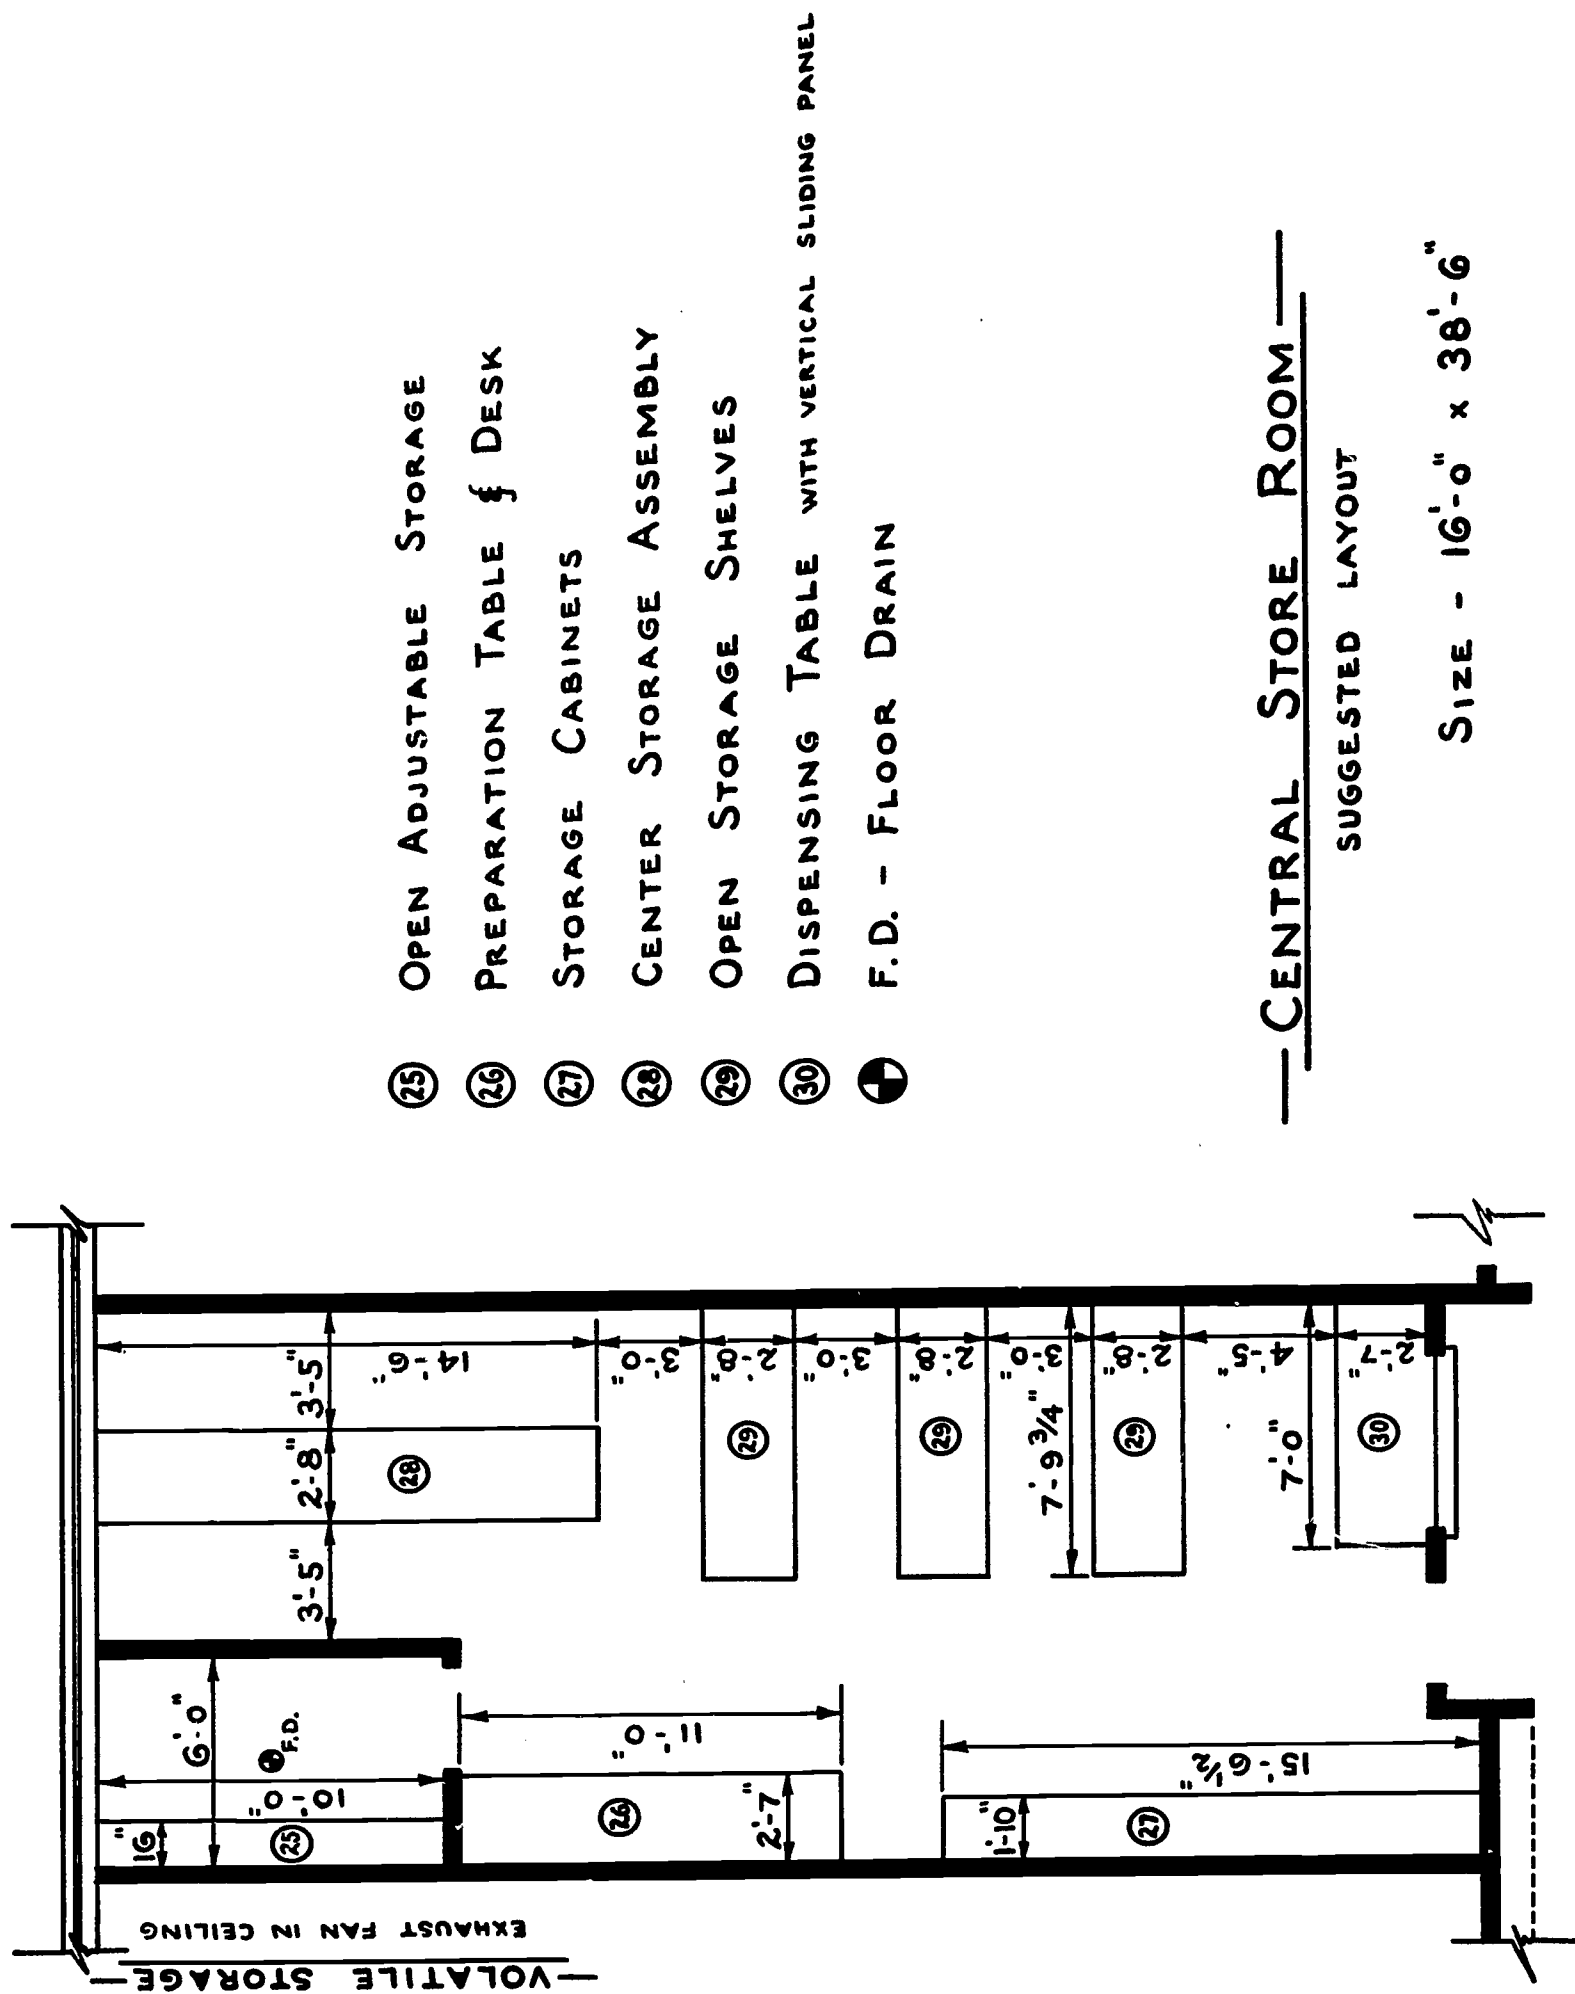 VOLATILE STORAGE
EXHAUST FAN IN CEILING
16"
25
10'-0"
6'-0"
F.D.
26
2'-7"
11'-0"
1'-10"
27
15'-6 1/2"
3'-5"
2'-8"
3'-5"
28
14'-6"
3'-0"
29
2'-8"
3'-0"
29
2'-8"
3'-0"
7'-9 3/4"
29
2'-8"
4'-5"
7'-0"
30
2'-7"
25 OPEN ADJUSTABLE STORAGE
26 PREPARATION TABLE & DESK
27 STORAGE CABINETS
28 CENTER STORAGE ASSEMBLY
29 OPEN STORAGE SHELVES
30 DISPENSING TABLE WITH VERTICAL SLIDING PANEL
F.D. - FLOOR DRAIN
— CENTRAL STORE ROOM —
SUGGESTED LAYOUT
SIZE - 16'-0" x 38'-6"